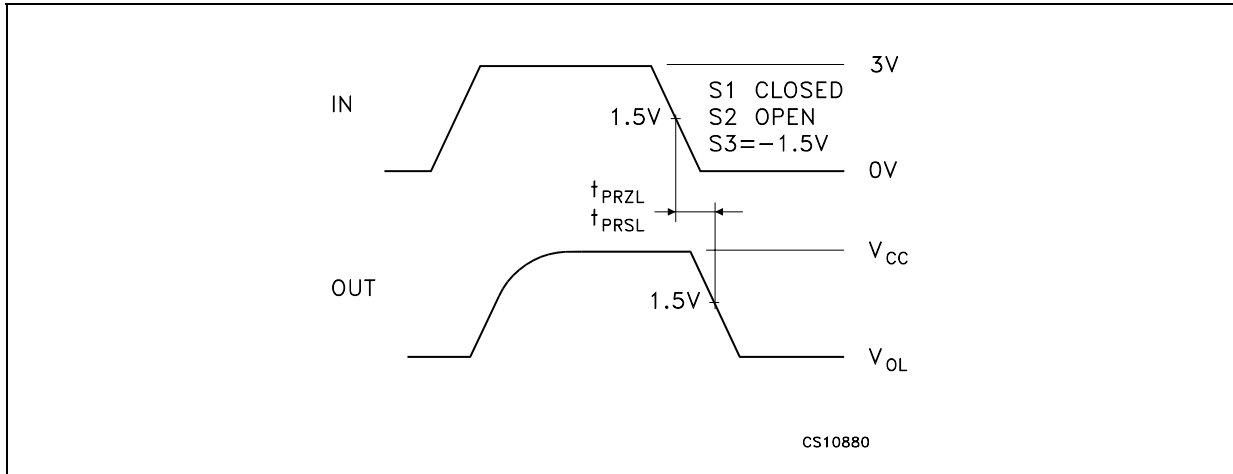 3V
IN
S1 CLOSED
1.5V
S2 OPEN
S3=-1.5V
0V
tPRZL
tPRSL
VCC
OUT
1.5V
VOL
CS10880